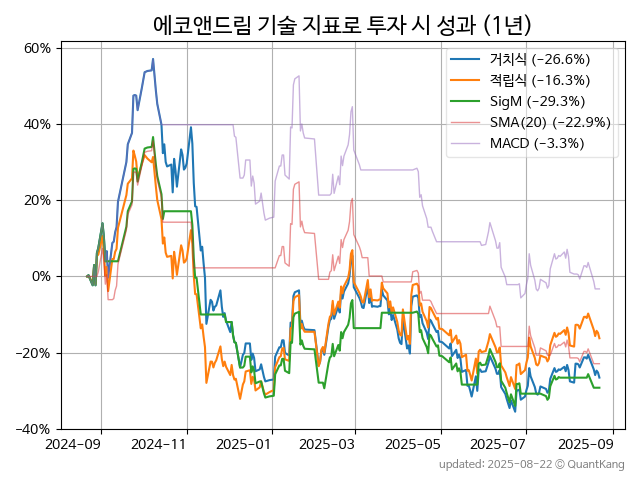 에코앤드림 기술 지표로 투자 시 성과 (1년)
60%
40%
20%
0%
−20%
−40%
거치식 (−26.6%)
적립식 (−16.3%)
SigM (−29.3%)
SMA(20) (−22.9%)
MACD (−3.3%)
2024-09
2024-11
2025-01
2025-03
2025-05
2025-07
2025-09
updated: 2025-08-22 © QuantKang